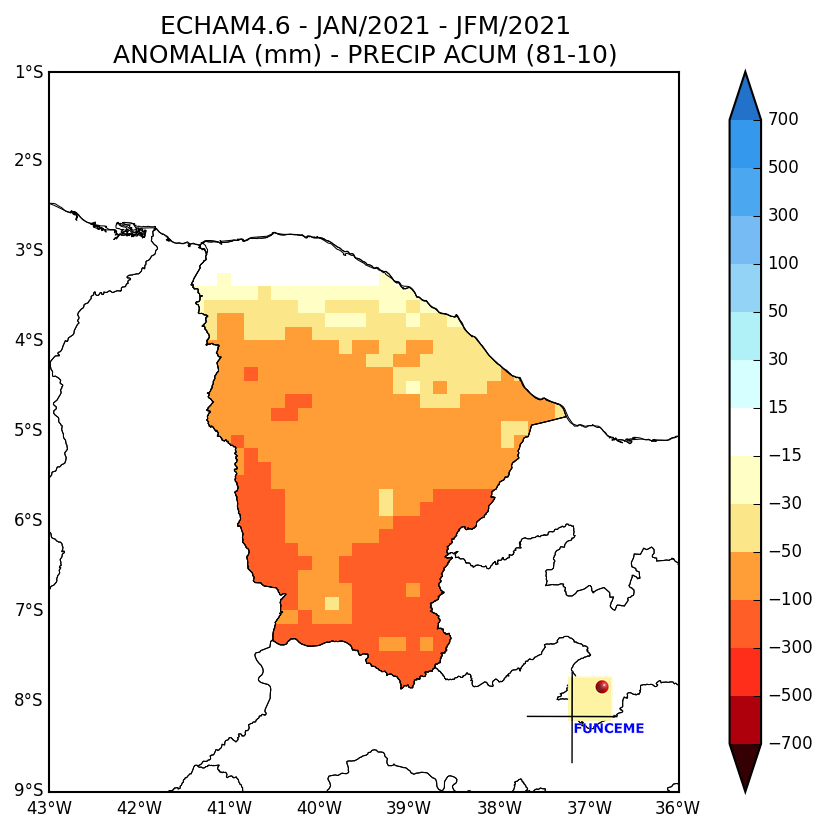 ECHAM4.6 - JAN/2021 - JFM/2021
ANOMALIA (mm) - PRECIP ACUM (81-10)
1°S
2°S
3°S
4°S
5°S
6°S
7°S
8°S
9°S
43°W
42°W
41°W
40°W
39°W
38°W
37°W
36°W
700
500
300
100
50
30
15
−15
−30
−50
−100
−300
−500
−700
FUNCEME